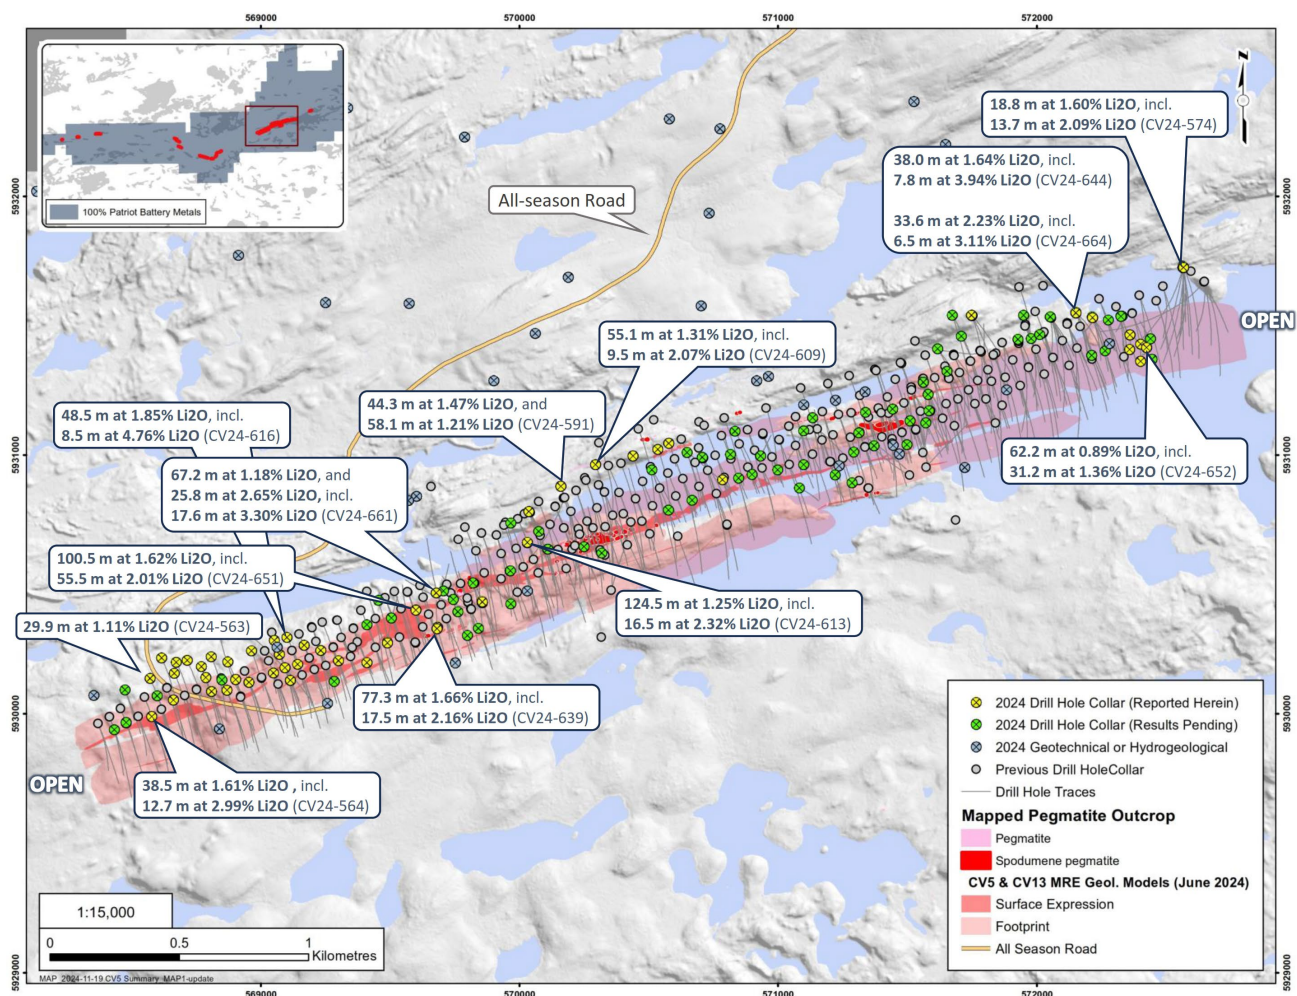 569000
570000
571000
572000
5932000
5931000
5930000
5929000
5932000
5931000
5930000
5929000
100% Patriot Battery Metals
All-season Road
18.8 m at 1.60% Li2O, incl.
13.7 m at 2.09% Li2O (CV24-574)
38.0 m at 1.64% Li2O, incl.
7.8 m at 3.94% Li2O (CV24-644)
33.6 m at 2.23% Li2O, incl.
6.5 m at 3.11% Li2O (CV24-664)
OPEN
55.1 m at 1.31% Li2O, incl.
9.5 m at 2.07% Li2O (CV24-609)
44.3 m at 1.47% Li2O, and
58.1 m at 1.21% Li2O (CV24-591)
48.5 m at 1.85% Li2O, incl.
8.5 m at 4.76% Li2O (CV24-616)
62.2 m at 0.89% Li2O, incl.
31.2 m at 1.36% Li2O (CV24-652)
67.2 m at 1.18% Li2O, and
25.8 m at 2.65% Li2O, incl.
17.6 m at 3.30% Li2O (CV24-661)
100.5 m at 1.62% Li2O, incl.
55.5 m at 2.01% Li2O (CV24-651)
29.9 m at 1.11% Li2O (CV24-563)
124.5 m at 1.25% Li2O, incl.
16.5 m at 2.32% Li2O (CV24-613)
77.3 m at 1.66% Li2O, incl.
17.5 m at 2.16% Li2O (CV24-639)
OPEN
38.5 m at 1.61% Li2O , incl.
12.7 m at 2.99% Li2O (CV24-564)
2024 Drill Hole Collar (Reported Herein)
2024 Drill Hole Collar (Results Pending)
2024 Geotechnical or Hydrogeological
Previous Drill HoleCollar
Drill Hole Traces
Mapped Pegmatite Outcrop
Pegmatite
Spodumene pegmatite
CV5 & CV13 MRE Geol. Models (June 2024)
Surface Expression
Footprint
All Season Road
1:15,000
0 0.5 1
Kilometres
MAP_2024-11-19 CV5 Summary_MAP1-update
569000
570000
571000
572000